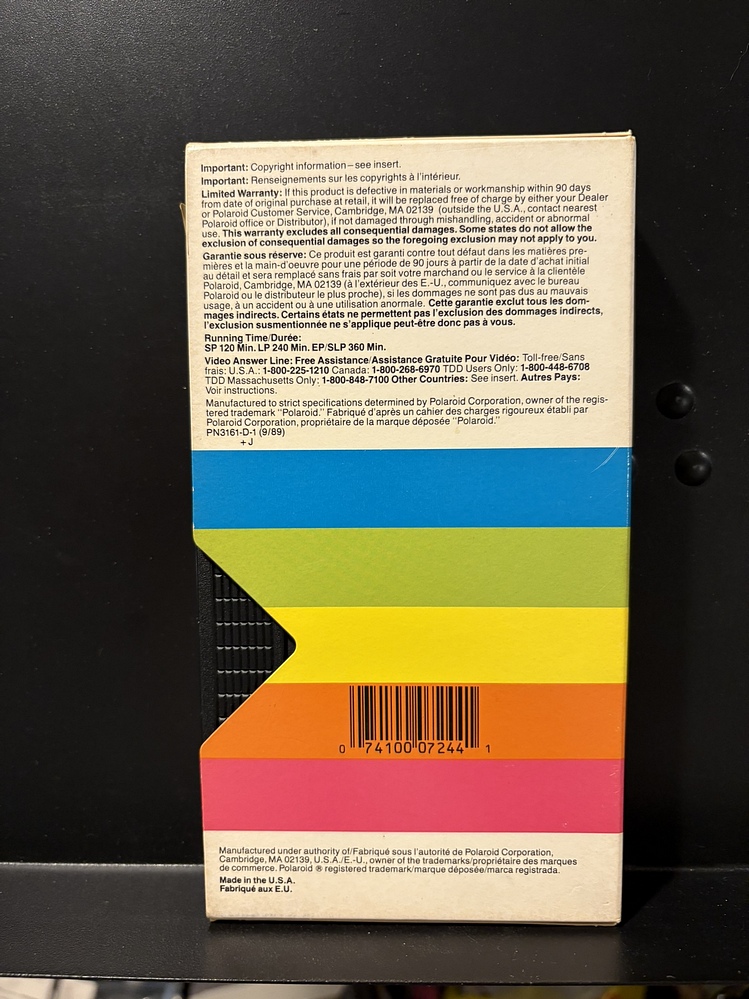 Important: Copyright information – see insert.
Important: Renseignements sur les copyrights à l'intérieur.
Limited Warranty: If this product is defective in materials or workmanship within 90 days
from date of original purchase at retail, it will be replaced free of charge by either your Dealer
or Polaroid Customer Service, Cambridge, MA 02139 (outside the U.S.A., contact nearest
Polaroid office or Distributor), if not damaged through mishandling, accident or abnormal
use. This warranty excludes all consequential damages. Some states do not allow the
exclusion of consequential damages so the foregoing exclusion may not apply to you.
Garantie sous réserve: Ce produit est garanti contre tout défaut dans les matières pre-
mières et la main-d'oeuvre pour une période de 90 jours à partir de la date d'achat initial
au détail et sera remplacé sans frais par soit votre marchand ou le service à la clientèle
Polaroid, Cambridge, MA 02139 (à l'extérieur des E.-U., communiquez avec le bureau
Polaroid ou le distributeur le plus proche), si les dommages ne sont pas dus au mauvais
usage, à un accident ou à une utilisation anormale. Cette garantie exclut tous les dom-
mages indirects. Certains états ne permettent pas l'exclusion des dommages indirects,
l'exclusion susmentionnée ne s'applique peut-être donc pas à vous.
Running Time/Durée:
SP 120 Min. LP 240 Min. EP/SLP 360 Min.
Video Answer Line: Free Assistance/Assistance Gratuite Pour Vidéo: Toll-free/Sans
frais: U.S.A.: 1-800-225-1210 Canada: 1-800-268-6970 TDD Users Only: 1-800-448-6708
TDD Massachusetts Only: 1-800-848-7100 Other Countries: See insert. Autres Pays:
Voir instructions.
Manufactured to strict specifications determined by Polaroid Corporation, owner of the regis-
tered trademark "Polaroid." Fabriqué d'après un cahier des charges rigoureux établi par
Polaroid Corporation, propriétaire de la marque déposée "Polaroid."
PN3161-D-1 (9/89)
+ J
0 74100 07244 1
Manufactured under authority of/Fabriqué sous l'autorité de Polaroid Corporation,
Cambridge, MA 02139, U.S.A./E.-U., owner of the trademarks/propriétaire des marques
de commerce. Polaroid ® registered trademark/marque déposée/marca registrada.
Made in the U.S.A.
Fabriqué aux E.U.